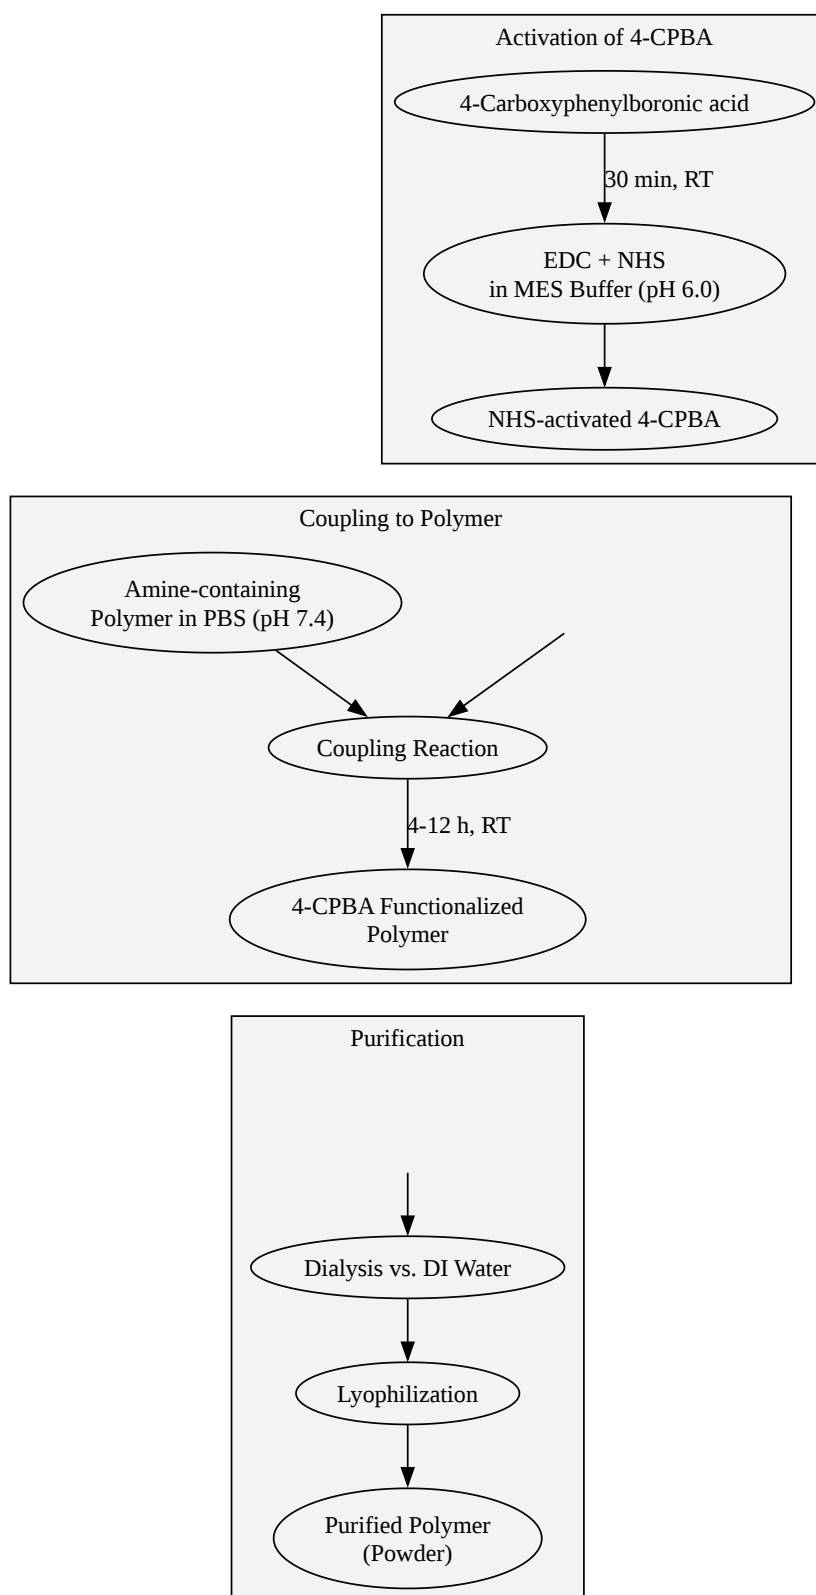 Activation of 4-CPBA
4-Carboxyphenylboronic acid
30 min, RT
EDC + NHS
in MES Buffer (pH 6.0)
NHS-activated 4-CPBA
Coupling to Polymer
Amine-containing
Polymer in PBS (pH 7.4)
Coupling Reaction
4-12 h, RT
4-CPBA Functionalized
Polymer
Purification
Dialysis vs. DI Water
Lyophilization
Purified Polymer
(Powder)